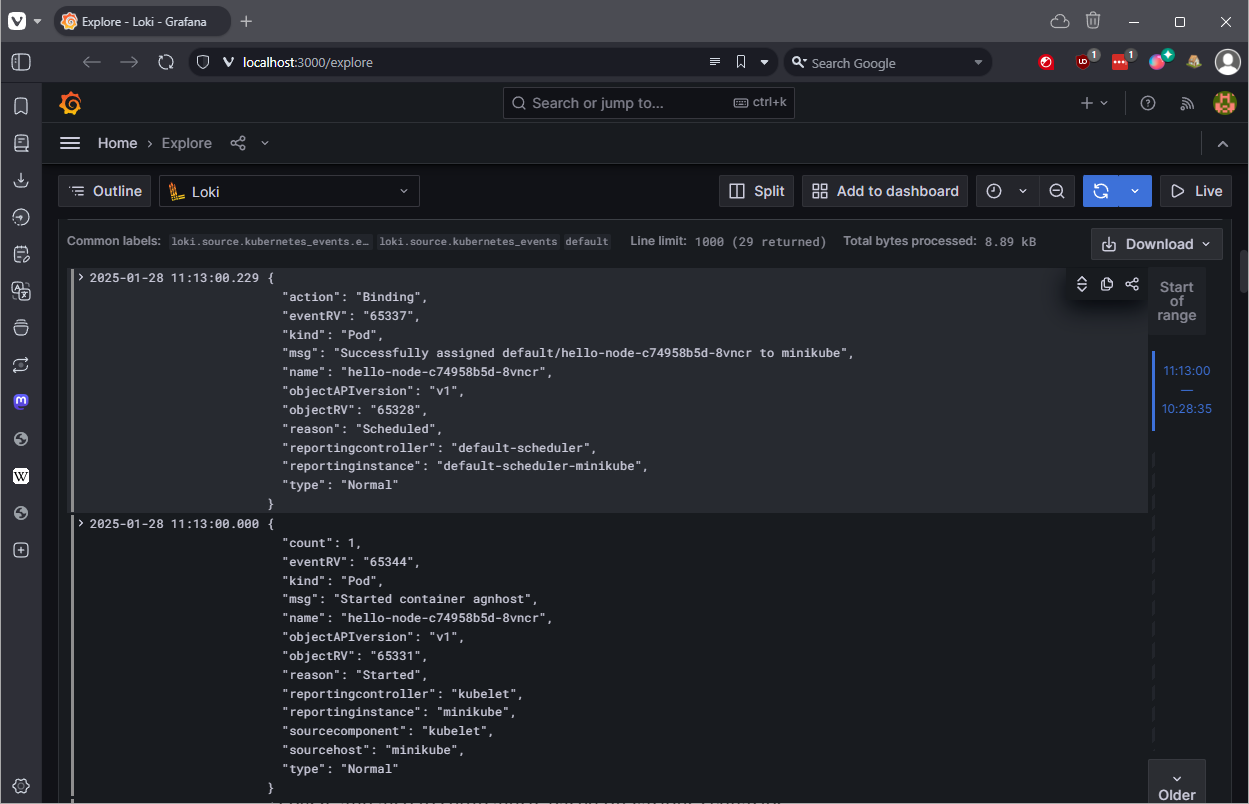 Explore - Loki - Grafana
localhost:3000/explore
Search Google
1
1
Search or jump to...
ctrl+k
Home › Explore
Outline
Loki
Split
Add to dashboard
Live
Common labels: loki.source.kubernetes_events.e… loki.source.kubernetes_events default Line limit: 1000 (29 returned) Total bytes processed: 8.89 kB
Download
2025-01-28 11:13:00.229 {
"action": "Binding",
"eventRV": "65337",
"kind": "Pod",
"msg": "Successfully assigned default/hello-node-c74958b5d-8vncr to minikube",
"name": "hello-node-c74958b5d-8vncr",
"objectAPIversion": "v1",
"objectRV": "65328",
"reason": "Scheduled",
"reportingcontroller": "default-scheduler",
"reportinginstance": "default-scheduler-minikube",
"type": "Normal"
}
2025-01-28 11:13:00.000 {
"count": 1,
"eventRV": "65344",
"kind": "Pod",
"msg": "Started container agnhost",
"name": "hello-node-c74958b5d-8vncr",
"objectAPIversion": "v1",
"objectRV": "65331",
"reason": "Started",
"reportingcontroller": "kubelet",
"reportinginstance": "minikube",
"sourcecomponent": "kubelet",
"sourcehost": "minikube",
"type": "Normal"
}
Start
of
range
11:13:00
—
10:28:35
Older